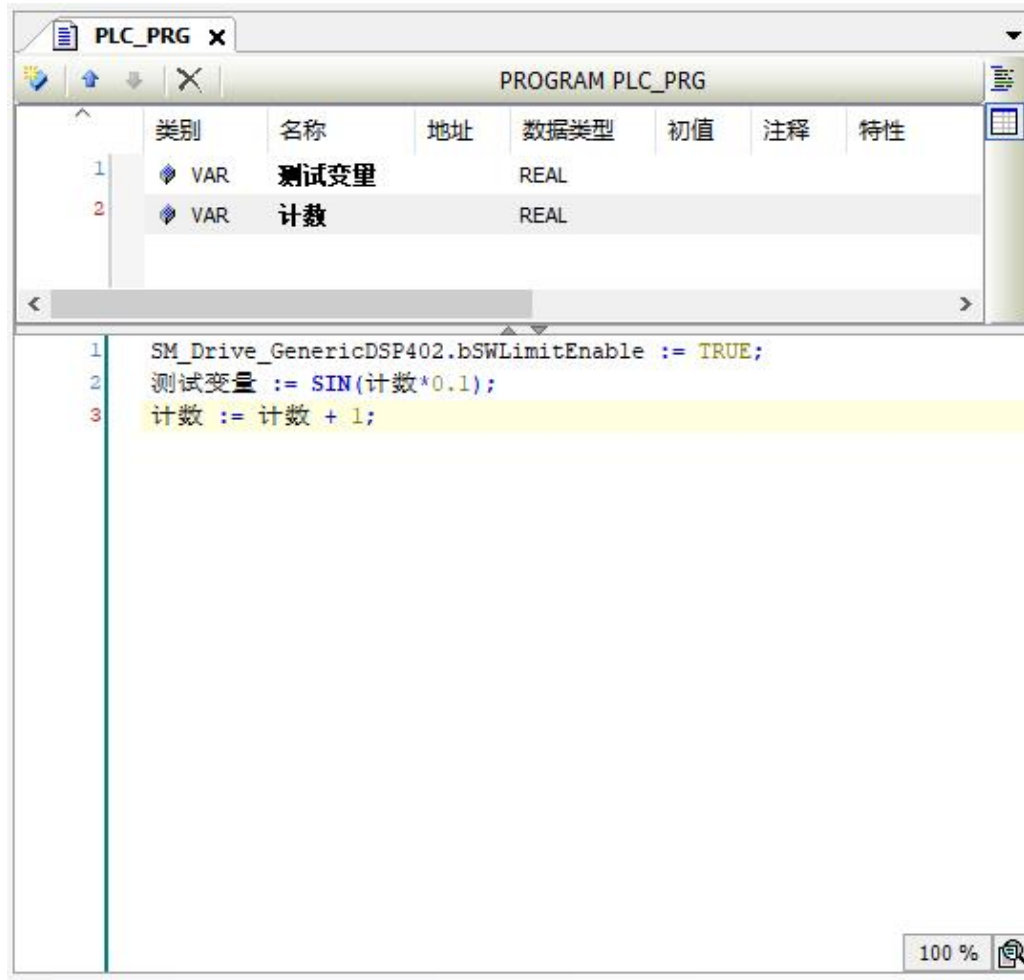 PLC_PRG
PROGRAM PLC_PRG
类别 名称 地址 数据类型 初值 注释 特性
1 VAR 测试变量 REAL
2 VAR 计数 REAL
1 SM_Drive_GenericDSP402.bSWLimitEnable := TRUE;
2 测试变量 := SIN(计数*0.1);
3 计数 := 计数 + 1;
100 %